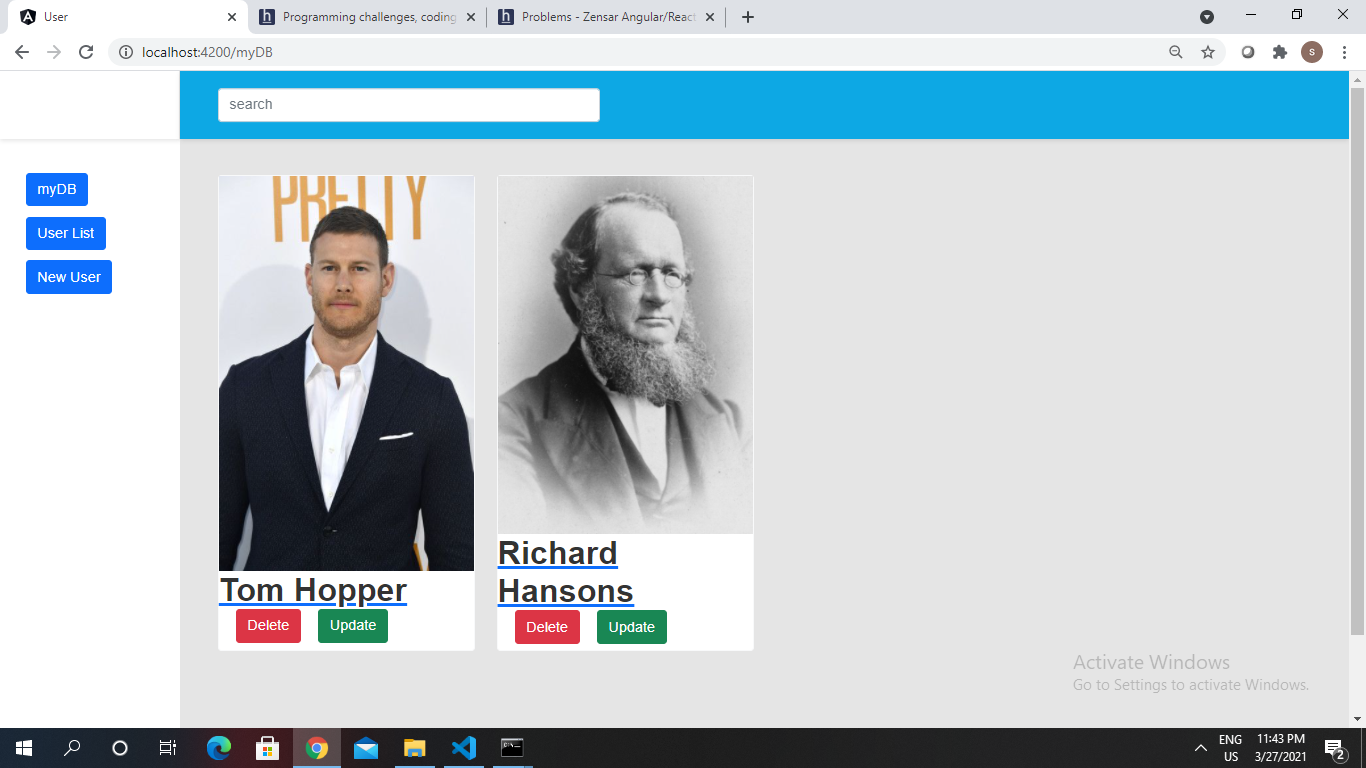 User
Programming challenges, coding
Problems - Zensar Angular/React
localhost:4200/myDB
S
search
myDB
User List
New User
PRETTY
Tom Hopper
Delete
Update
Richard
Hansons
Delete
Update
Activate Windows
Go to Settings to activate Windows.
ENG
US
11:43 PM
3/27/2021
2